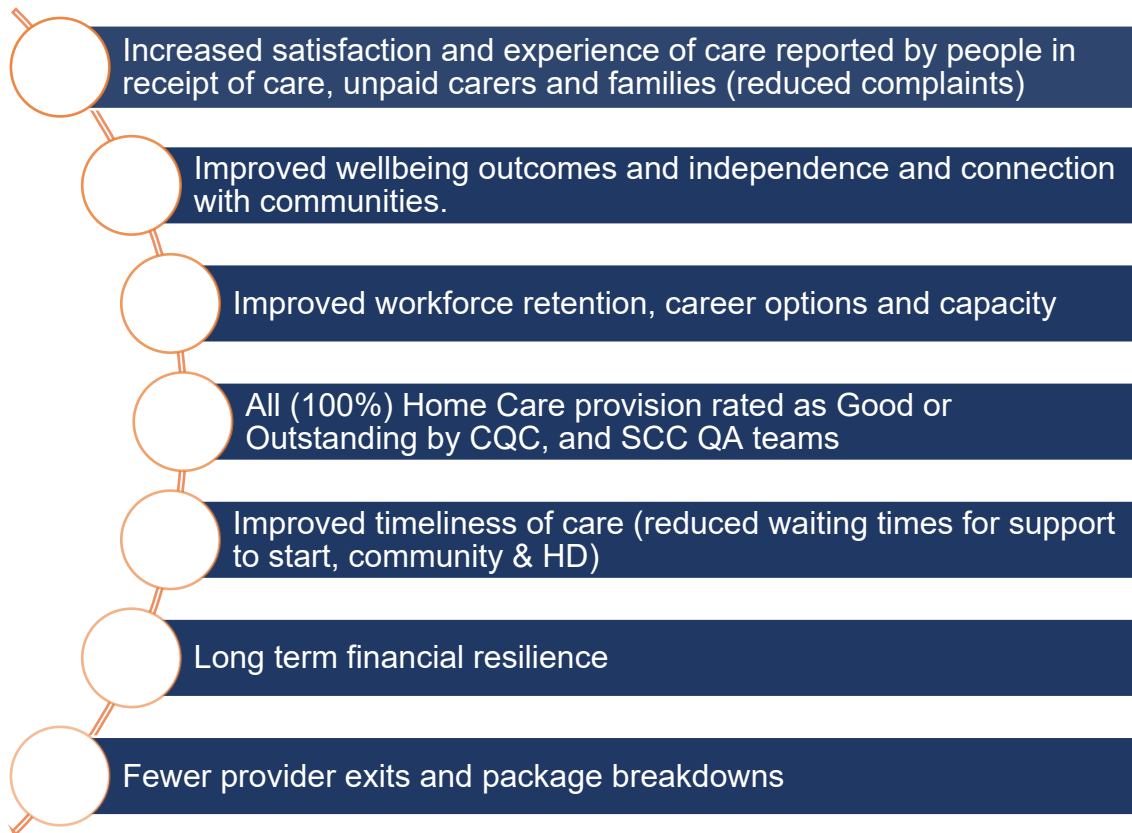 Increased satisfaction and experience of care reported by people in
receipt of care, unpaid carers and families (reduced complaints)
Improved wellbeing outcomes and independence and connection
with communities.
Improved workforce retention, career options and capacity
All (100%) Home Care provision rated as Good or
Outstanding by CQC, and SCC QA teams
Improved timeliness of care (reduced waiting times for support
to start, community & HD)
Long term financial resilience
Fewer provider exits and package breakdowns